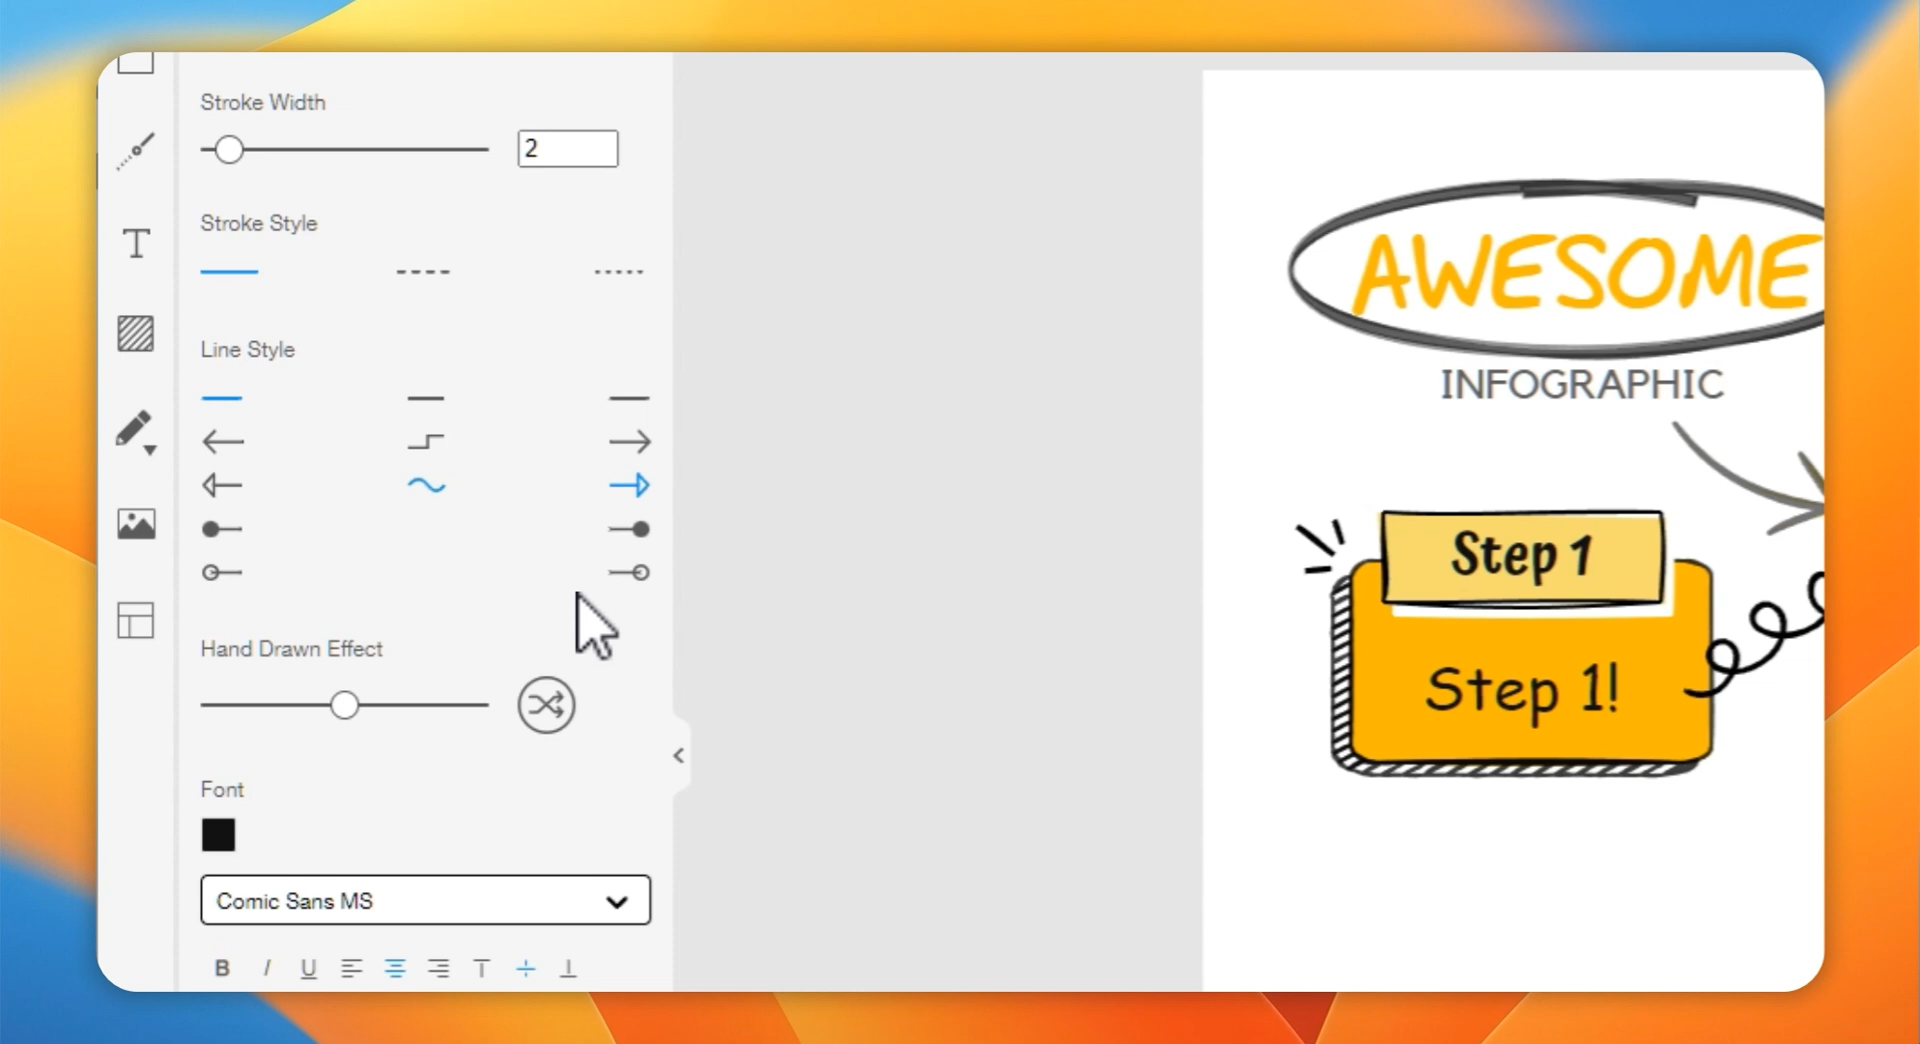 Stroke Width
2
Stroke Style
Line Style
Hand Drawn Effect
Font
Comic Sans MS
B I U
AWESOME
INFOGRAPHIC
Step 1
Step 1!